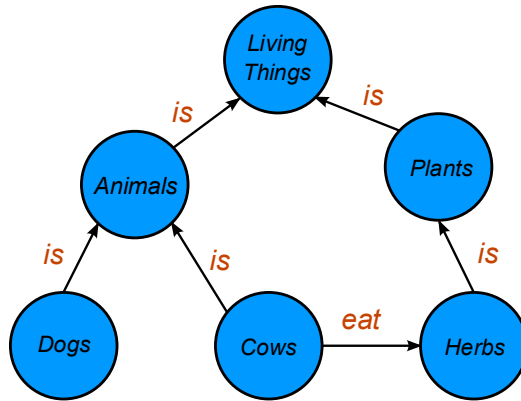 Living
Things
is
is
Animals
Plants
is
is
is
eat
Dogs
Cows
Herbs